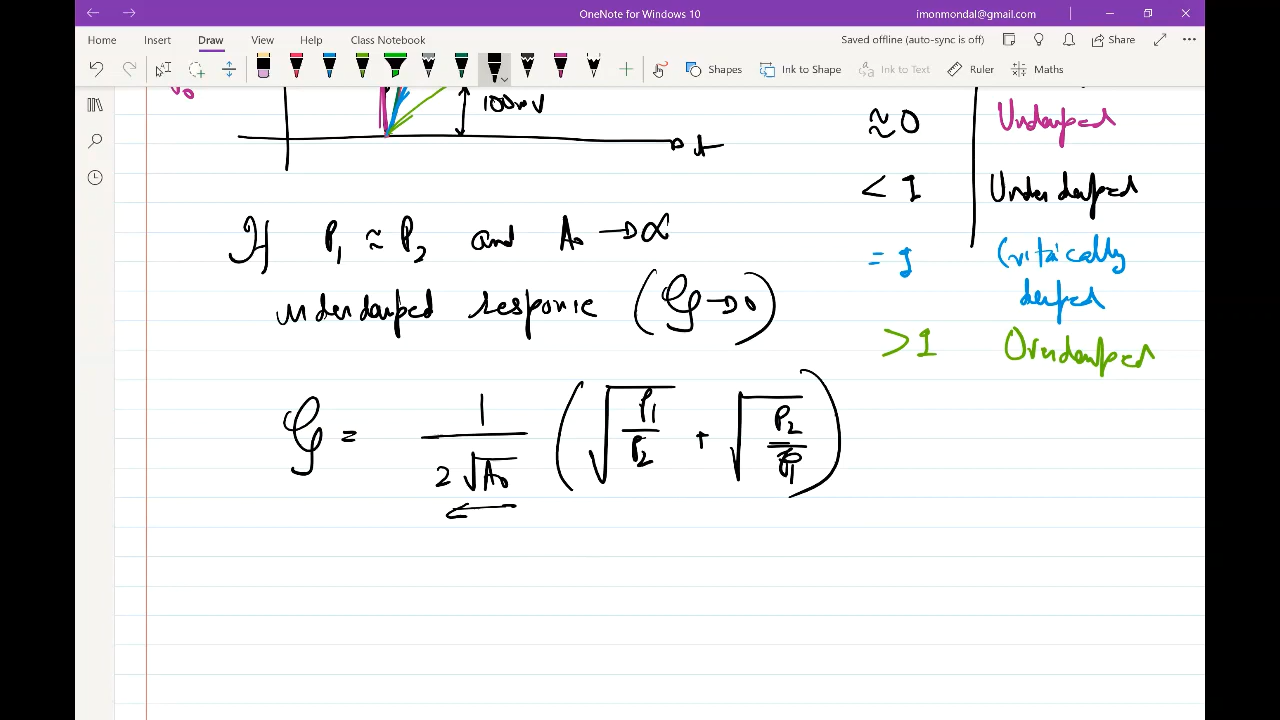 OneNote for Windows 10
imonmondal@gmail.com
Home Insert Draw View Help Class Notebook
Saved offline (auto-sync is off)
Share
Shapes
Ink to Shape
Ink to Text
Ruler
Maths
100mV
t
≈ 0 Undamped
< 1 Underdamped
= 1 Critically damped
> 1 Overdamped
If P₁ ≈ P₂ and A₀ → ∞
underdamped response (ζ → 0)
ζ = 1 / 2√A₀ (√(P₁/P₂) + √(P₂/P₁))